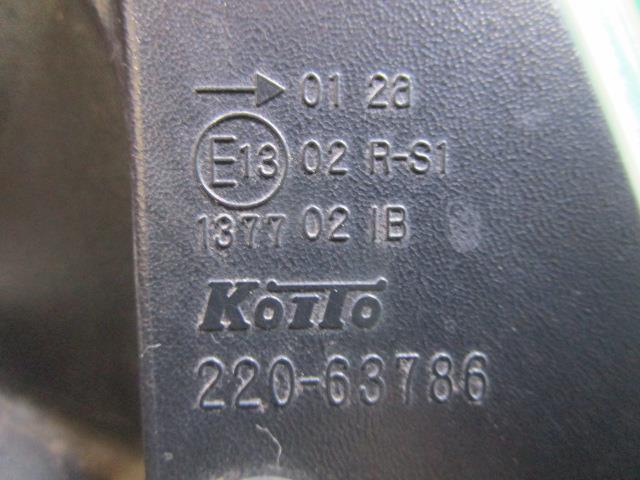 → 01 2a
E13 02 R-S1
1377 02 IB
KOITO
220-63786